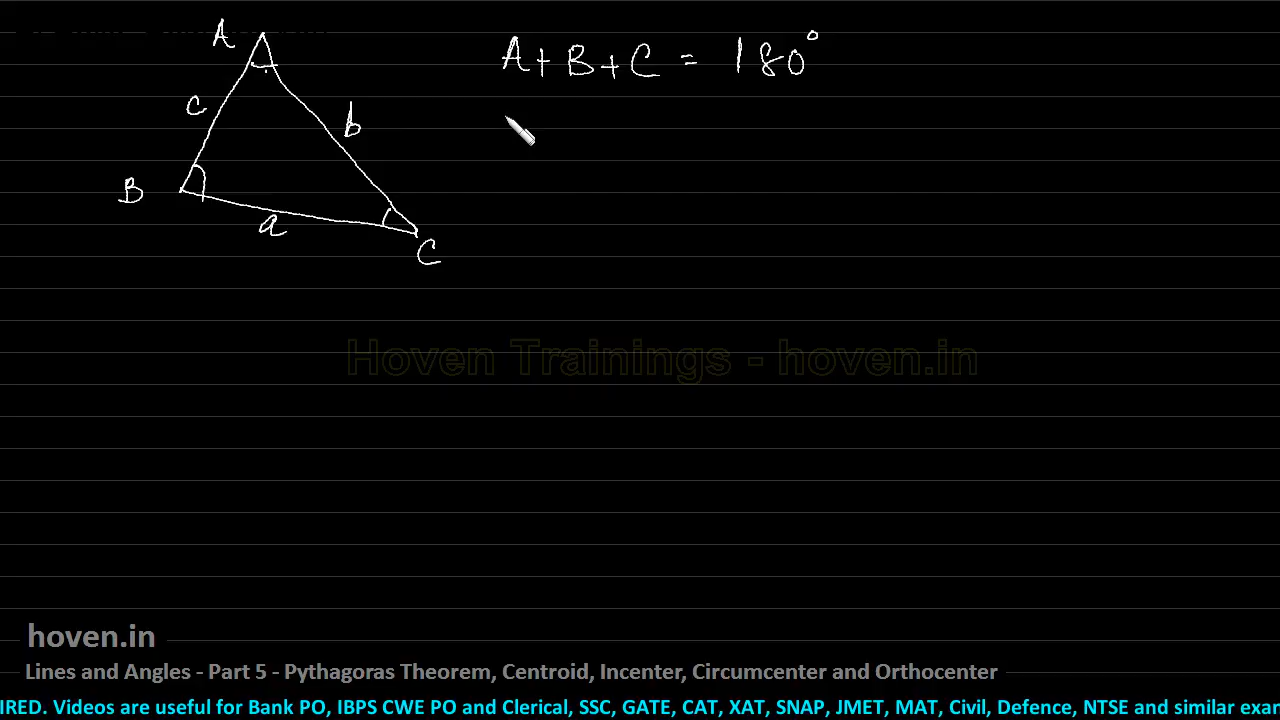 A
A+B+C = 180°
c
b
B
a
C
Hoven Trainings - hoven.in
hoven.in
Lines and Angles - Part 5 - Pythagoras Theorem, Centroid, Incenter, Circumcenter and Orthocenter
IRED. Videos are useful for Bank PO, IBPS CWE PO and Clerical, SSC, GATE, CAT, XAT, SNAP, JMET, MAT, Civil, Defence, NTSE and similar exar